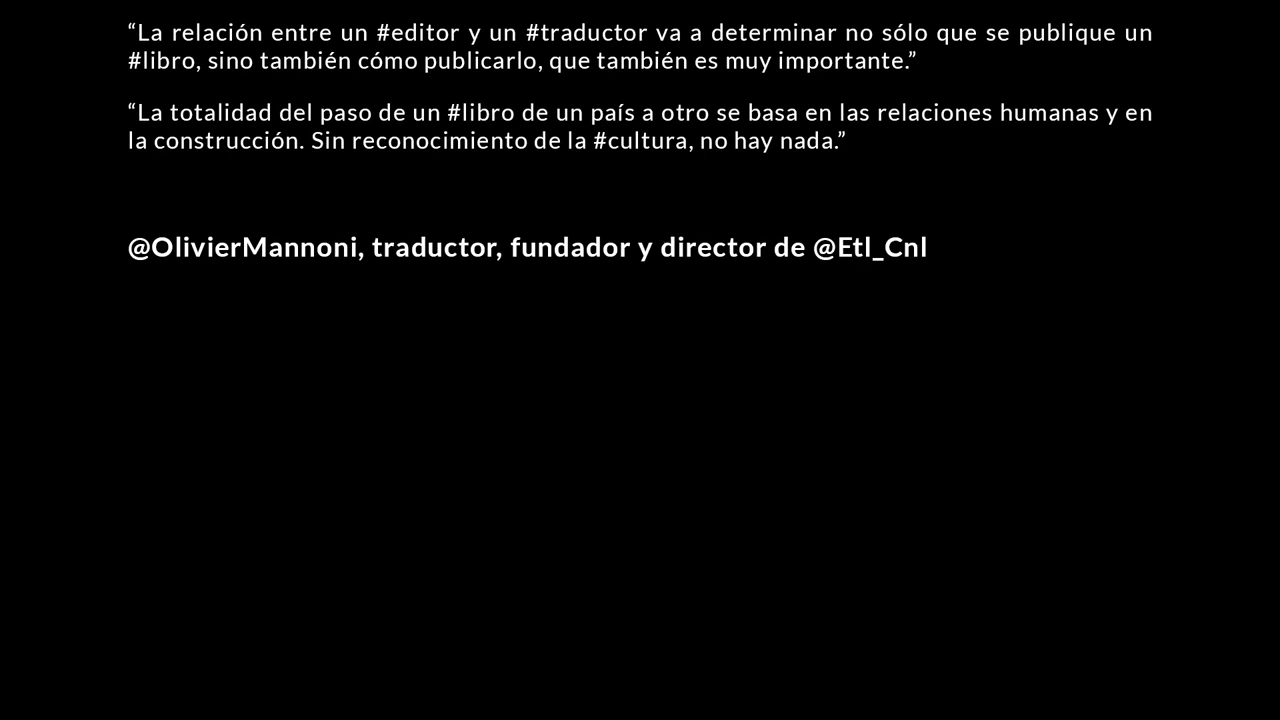 “La relación entre un #editor y un #traductor va a determinar no sólo que se publique un
#libro, sino también cómo publicarlo, que también es muy importante.”
“La totalidad del paso de un #libro de un país a otro se basa en las relaciones humanas y en
la construcción. Sin reconocimiento de la #cultura, no hay nada.”
@OlivierMannoni, traductor, fundador y director de @Etl_Cnl